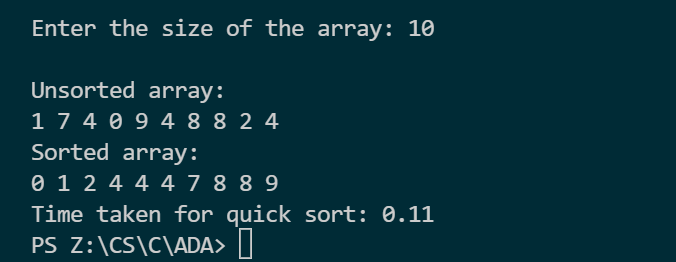 Enter the size of the array: 10
Unsorted array:
1 7 4 0 9 4 8 8 2 4
Sorted array:
0 1 2 4 4 4 7 8 8 9
Time taken for quick sort: 0.11
PS Z:\CS\C\ADA>